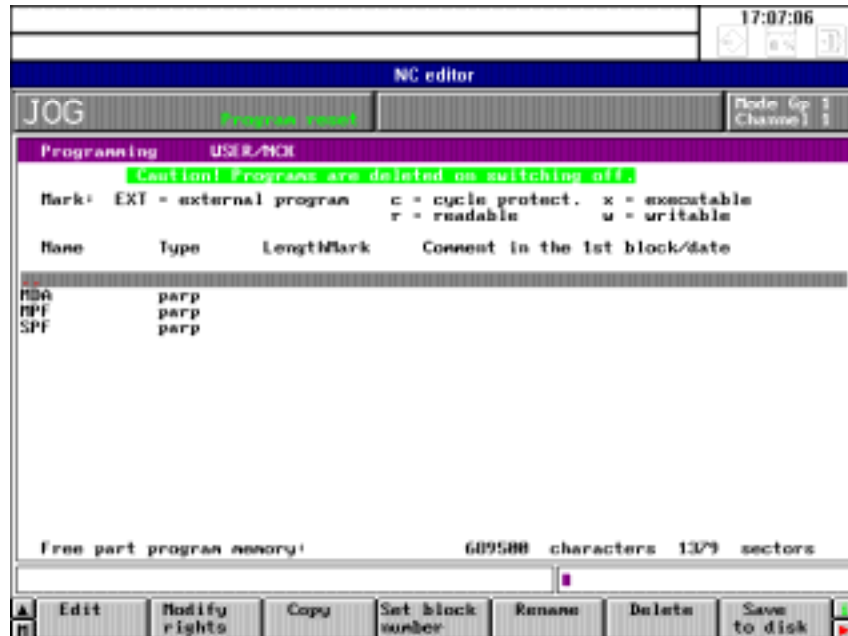 17:07:06
NC editor
JOG Program reset Mode Gp 1
Channel 1
Programming USER/NCK
Caution! Programs are deleted on switching off.
Mark: EXT = external program c = cycle protect. x = executable
r = readable w = writable
Name Type LengthMark Comment in the 1st block/date
..
MDA parp
MPF parp
SPF parp
Free part program memory: characters 1379 sectors
Edit Modify Copy Set block Rename Delete Save
rights number to disk